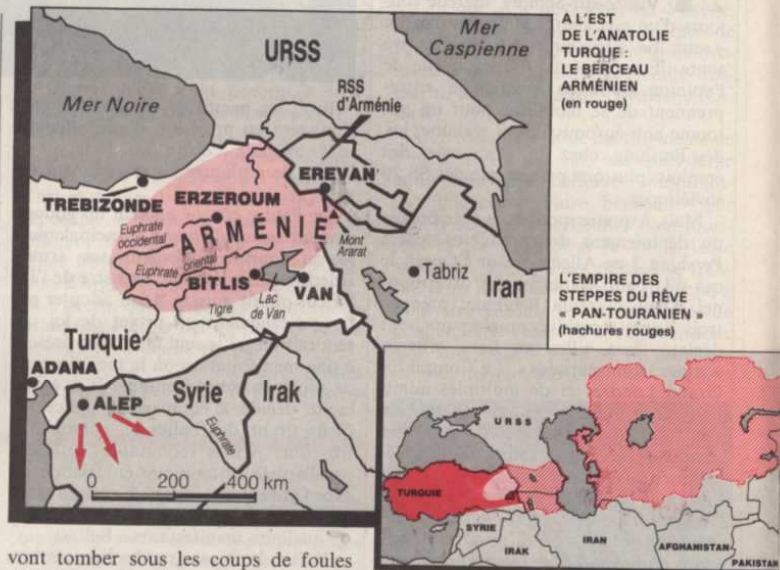 URSS
Mer
Caspienne
RSS
d'Arménie
Mer Noire
EREVAN
TREBIZONDE
ERZEROUM
ARMÉNIE
Euphrate
occidental
Euphrate oriental
Mont
Ararat
BITLIS
Lac
de Van
VAN
Tabriz
Iran
Tigre
Turquie
ADANA
ALEP
Syrie
Irak
Euphrate
0 200 400 km
A L'EST
DE L'ANATOLIE
TURQUE :
LE BERCEAU
ARMÉNIEN
(en rouge)
L'EMPIRE DES
STEPPES DU RÊVE
« PAN-TOURANIEN »
(hachures rouges)
URSS
TURQUIE
SYRIE
IRAK
IRAN
AFGHANISTAN
PAKISTAN
vont tomber sous les coups de foules